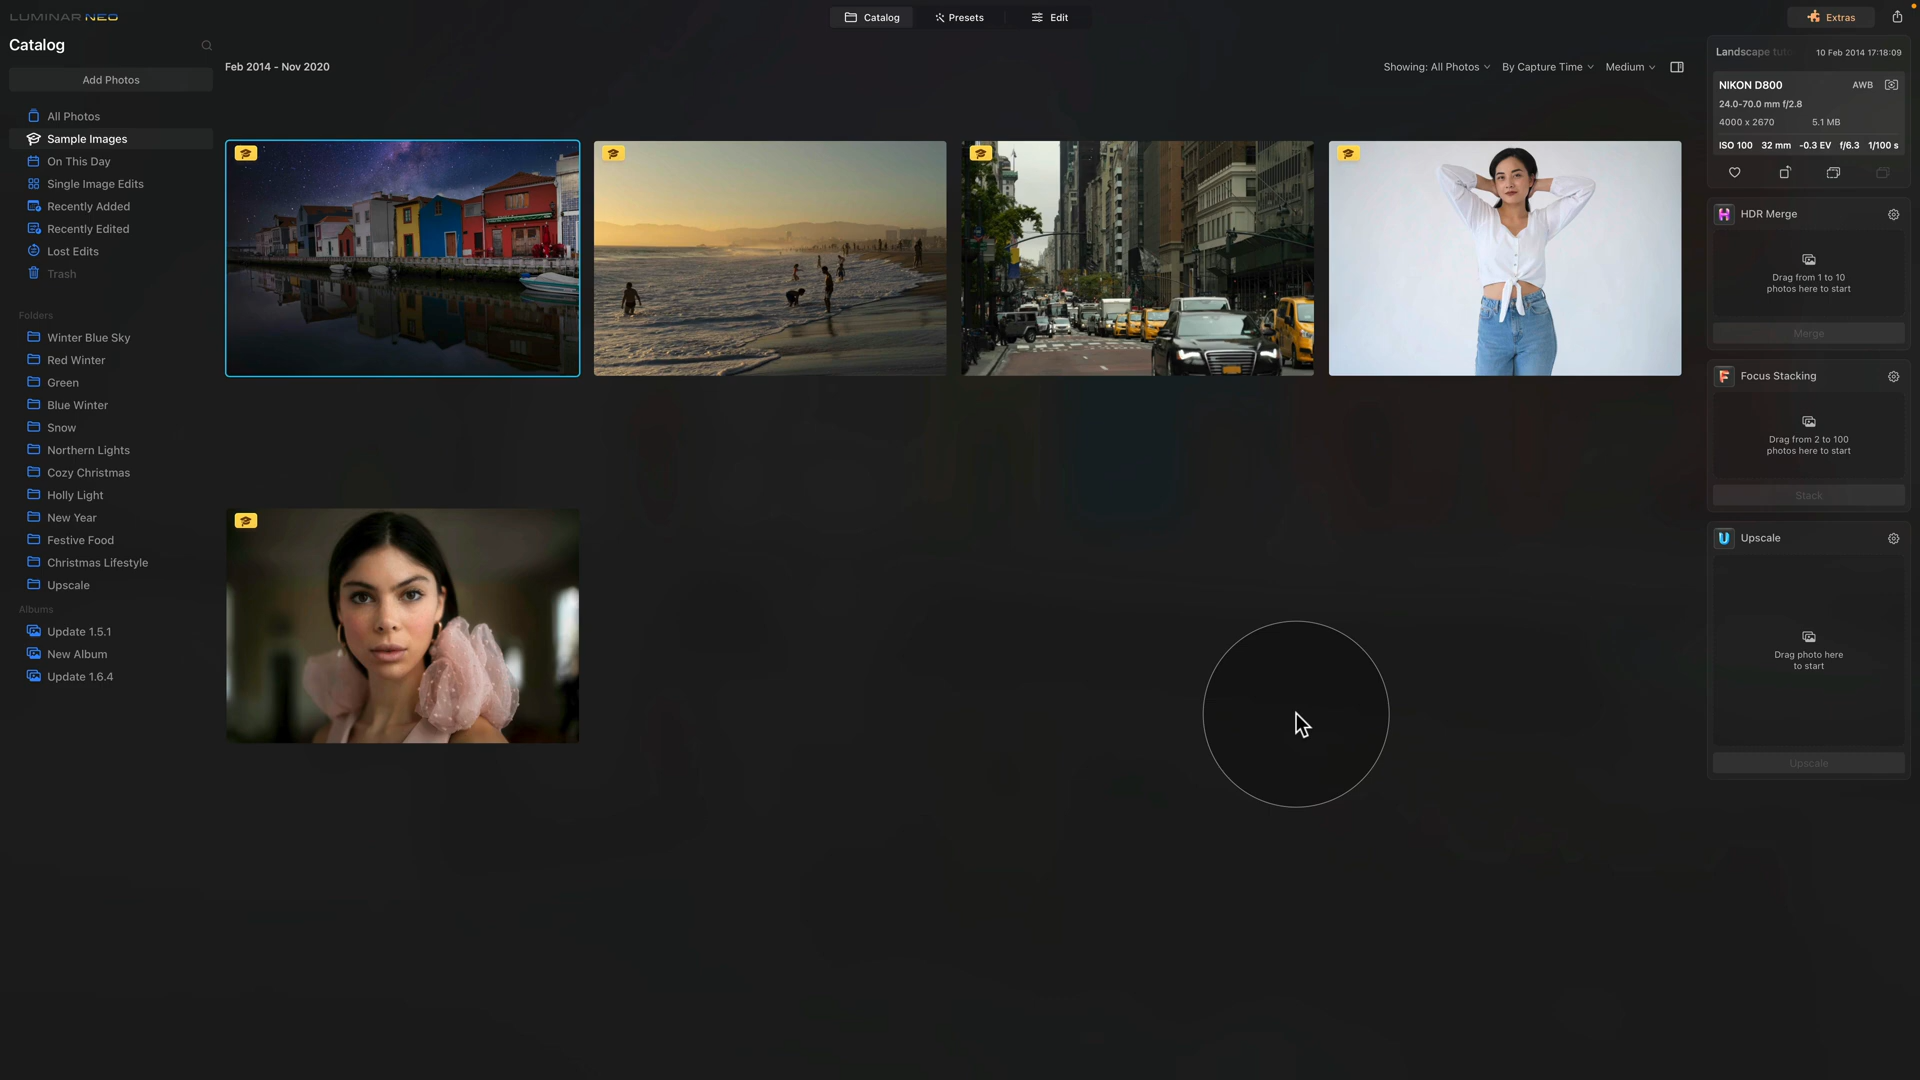 LUMINAR NEO
Catalog
Presets
Edit
Extras
Catalog
Add Photos
All Photos
Sample Images
On This Day
Single Image Edits
Recently Added
Recently Edited
Lost Edits
Trash
Folders
Winter Blue Sky
Red Winter
Green
Blue Winter
Snow
Northern Lights
Cozy Christmas
Holly Light
New Year
Festive Food
Christmas Lifestyle
Upscale
Albums
Update 1.5.1
New Album
Update 1.6.4
Feb 2014 - Nov 2020
Showing: All Photos
By Capture Time
Medium
Landscape tut
10 Feb 2014 17:18:09
NIKON D800
AWB
24.0-70.0 mm f/2.8
4000 x 2670 5.1 MB
ISO 100 32 mm -0.3 EV f/6.3 1/100 s
HDR Merge
Drag from 1 to 10
photos here to start
Merge
Focus Stacking
Drag from 2 to 100
photos here to start
Stack
Upscale
Drag photo here
to start
Upscale